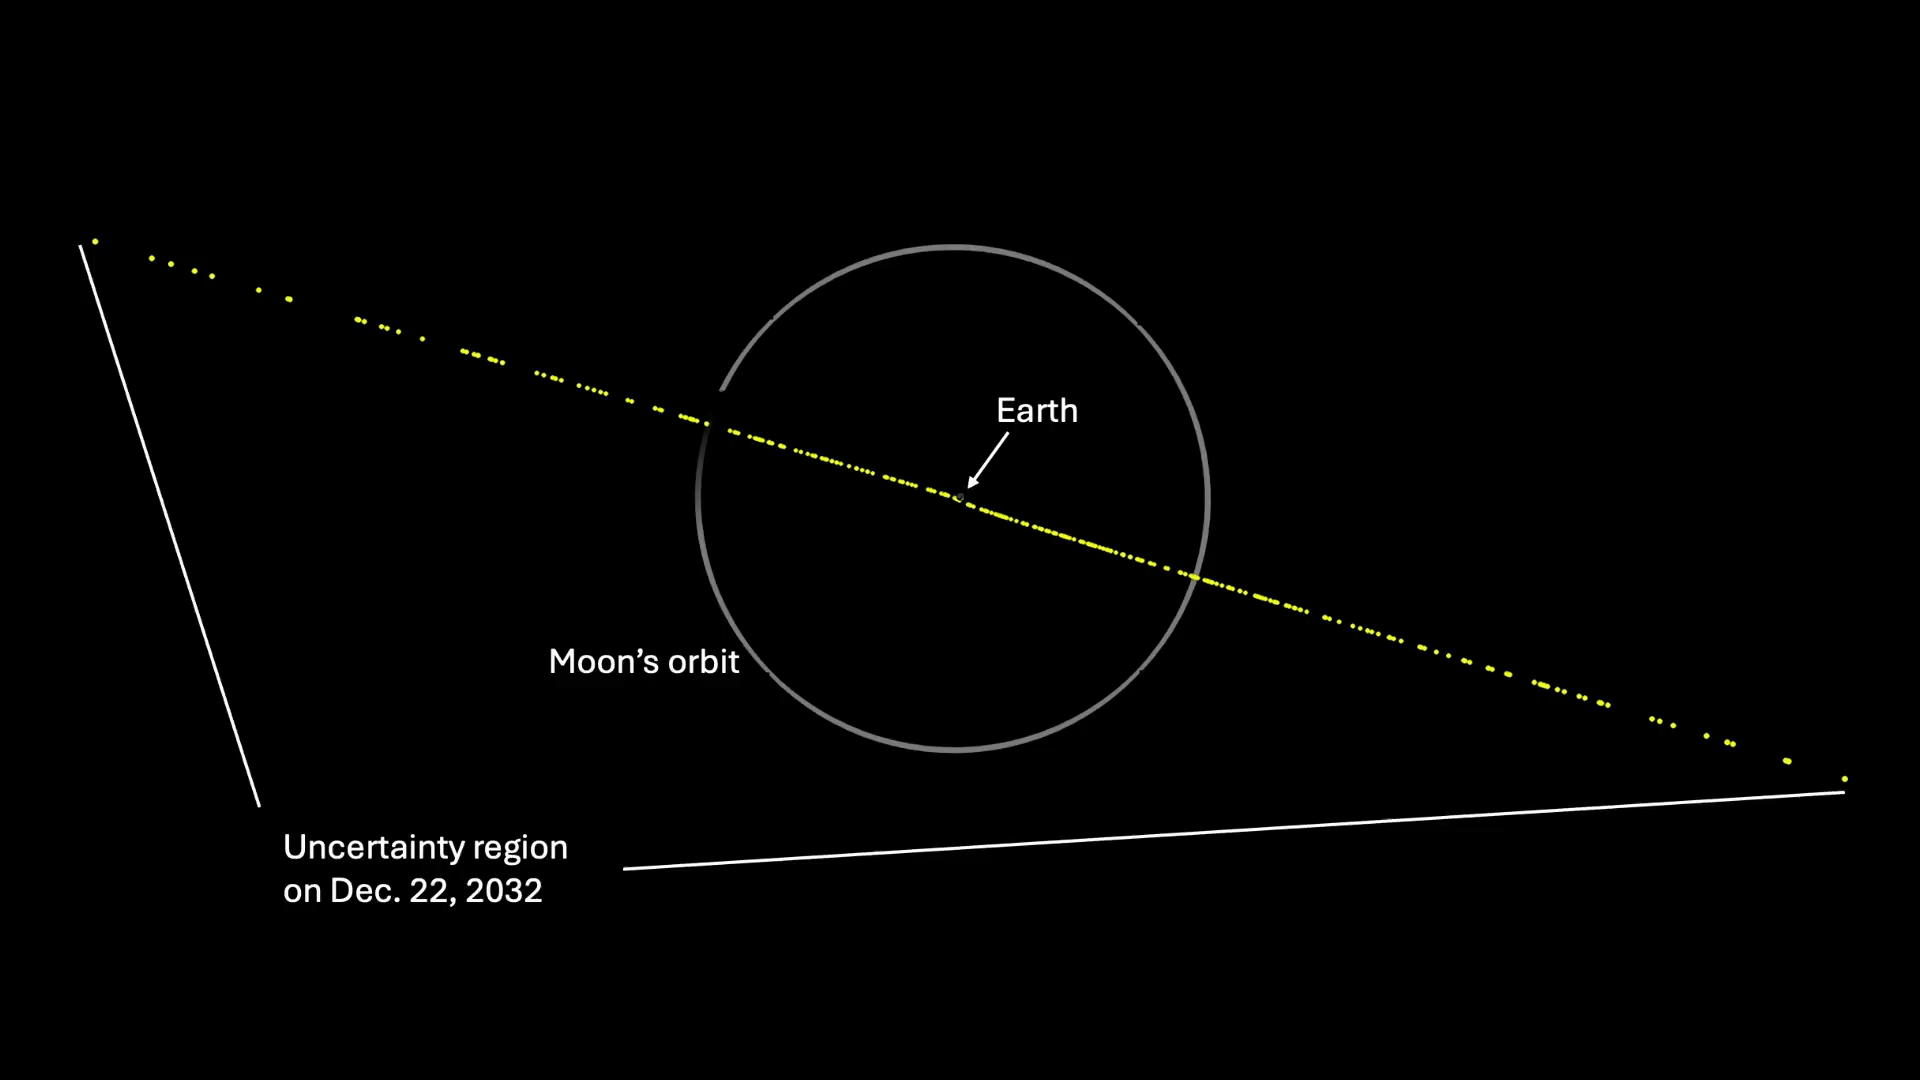 Earth
Moon’s orbit
Uncertainty region
on Dec. 22, 2032